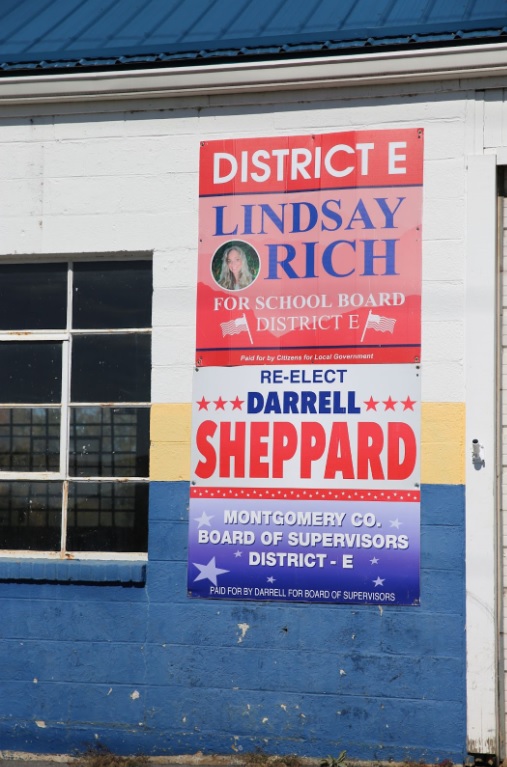 DISTRICT E
LINDSAY
RICH
FOR SCHOOL BOARD
DISTRICT E
Paid for by Citizens for Local Government
RE-ELECT
DARRELL
SHEPPARD
MONTGOMERY CO.
BOARD OF SUPERVISORS
DISTRICT - E
PAID FOR BY DARRELL FOR BOARD OF SUPERVISORS